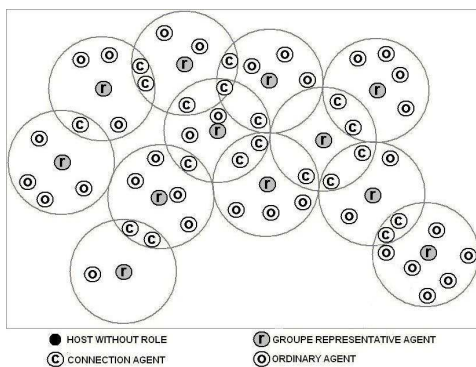 o
o
o o o o o
c r c o
r c c r o r o
c c o
c o o r c c
o o c r
r o c c c o
o o o r o r c c r
o o o o
c o c c o
c o r o
o r o
o
o
HOST WITHOUT ROLE
r GROUPE REPRESENTATIVE AGENT
C CONNECTION AGENT
O ORDINARY AGENT